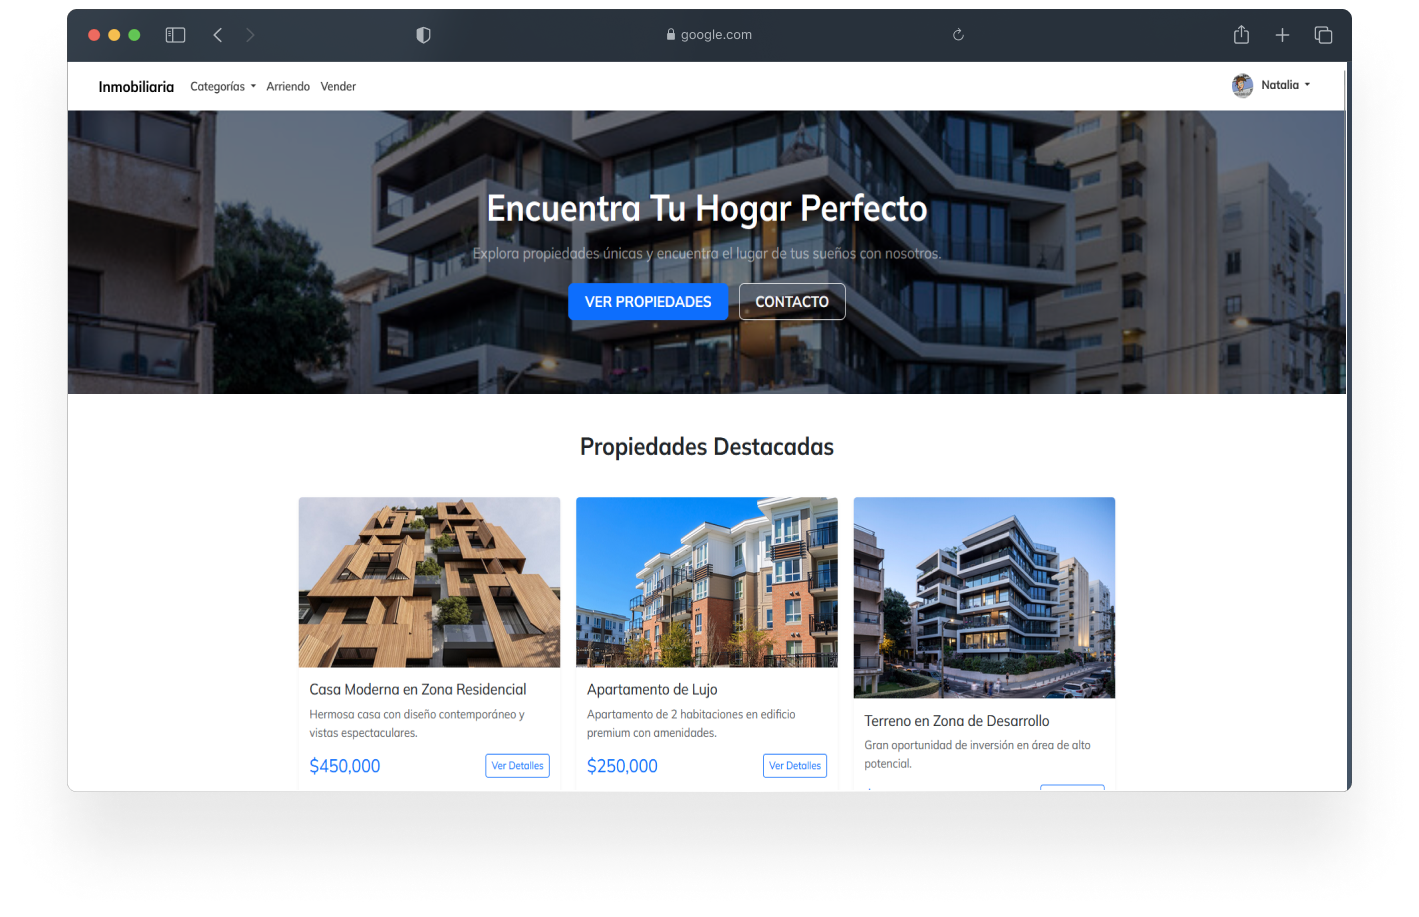 google.com
Inmobiliaria Categorías Arriendo Vender Natalia
Encuentra Tu Hogar Perfecto
Explora propiedades únicas y encuentra el lugar de tus sueños con nosotros.
VER PROPIEDADES CONTACTO
Propiedades Destacadas
Casa Moderna en Zona Residencial
Hermosa casa con diseño contemporáneo y
vistas espectaculares.
$450,000 Ver Detalles
Apartamento de Lujo
Apartamento de 2 habitaciones en edificio
premium con amenidades.
$250,000 Ver Detalles
Terreno en Zona de Desarrollo
Gran oportunidad de inversión en área de alto
potencial.